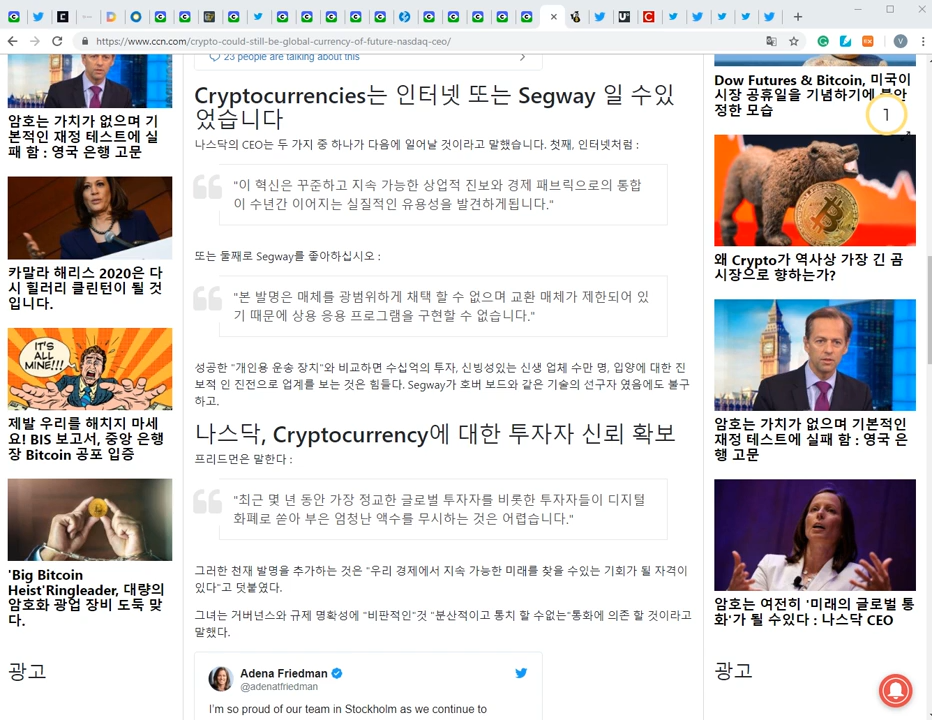 https://www.ccn.com/crypto-could-still-be-global-currency-of-future-nasdaq-ceo/
V
암호는 가치가 없으며 기
본적인 재정 테스트에 실
패 함 : 영국 은행 고문
카말라 해리스 2020은 다
시 힐러리 클린턴이 될 것
입니다.
IT'S
ALL
MINE!!!
제발 우리를 해치지 마세
요! BIS 보고서, 중앙 은행
장 Bitcoin 공포 입증
'Big Bitcoin
Heist'Ringleader, 대량의
암호화 광업 장비 도둑 맞
다.
광고
23 people are talking about this
Cryptocurrencies는 인터넷 또는 Segway 일 수있
었습니다
나스닥의 CEO는 두 가지 중 하나가 다음에 일어날 것이라고 말했습니다. 첫째, 인터넷처럼 :
"이 혁신은 꾸준하고 지속 가능한 상업적 진보와 경제 패브릭으로의 통합
이 수년간 이어지는 실질적인 유용성을 발견하게됩니다."
또는 둘째로 Segway를 좋아하십시오 :
"본 발명은 매체를 광범위하게 채택 할 수 없으며 교환 매체가 제한되어 있
기 때문에 상용 응용 프로그램을 구현할 수 없습니다."
성공한 "개인용 운송 장치"와 비교하면 수십억의 투자, 신빙성있는 신생 업체 수만 명, 입양에 대한 진
보적 인 진전으로 업계를 보는 것은 힘들다. Segway가 호버 보드와 같은 기술의 선구자 였음에도 불구
하고.
나스닥, Cryptocurrency에 대한 투자자 신뢰 확보
프리드먼은 말한다 :
"최근 몇 년 동안 가장 정교한 글로벌 투자자를 비롯한 투자자들이 디지털
화폐로 쏟아 부은 엄청난 액수를 무시하는 것은 어렵습니다."
그러한 천재 발명을 추가하는 것은 "우리 경제에서 지속 가능한 미래를 찾을 수있는 기회가 될 자격이
있다"고 덧붙였다.
그녀는 거버넌스와 규제 명확성에 "비판적인"것 "분산적이고 통치 할 수없는"통화에 의존 할 것이라고
말했다.
Adena Friedman
@adenatfriedman
I'm so proud of our team in Stockholm as we continue to
Dow Futures & Bitcoin, 미국이
시장 공휴일을 기념하기에 불안
정한 모습
1
왜 Crypto가 역사상 가장 긴 곰
시장으로 향하는가?
암호는 가치가 없으며 기본적인
재정 테스트에 실패 함 : 영국 은
행 고문
암호는 여전히 '미래의 글로벌 통
화'가 될 수있다 : 나스닥 CEO
광고